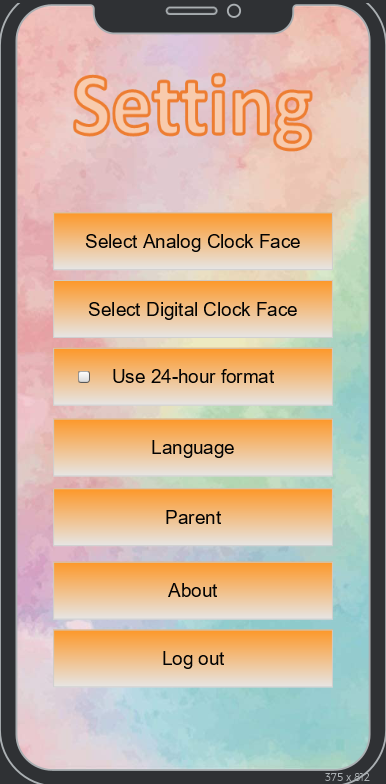 Setting
Select Analog Clock Face
Select Digital Clock Face
Use 24-hour format
Language
Parent
About
Log out
375 x 812